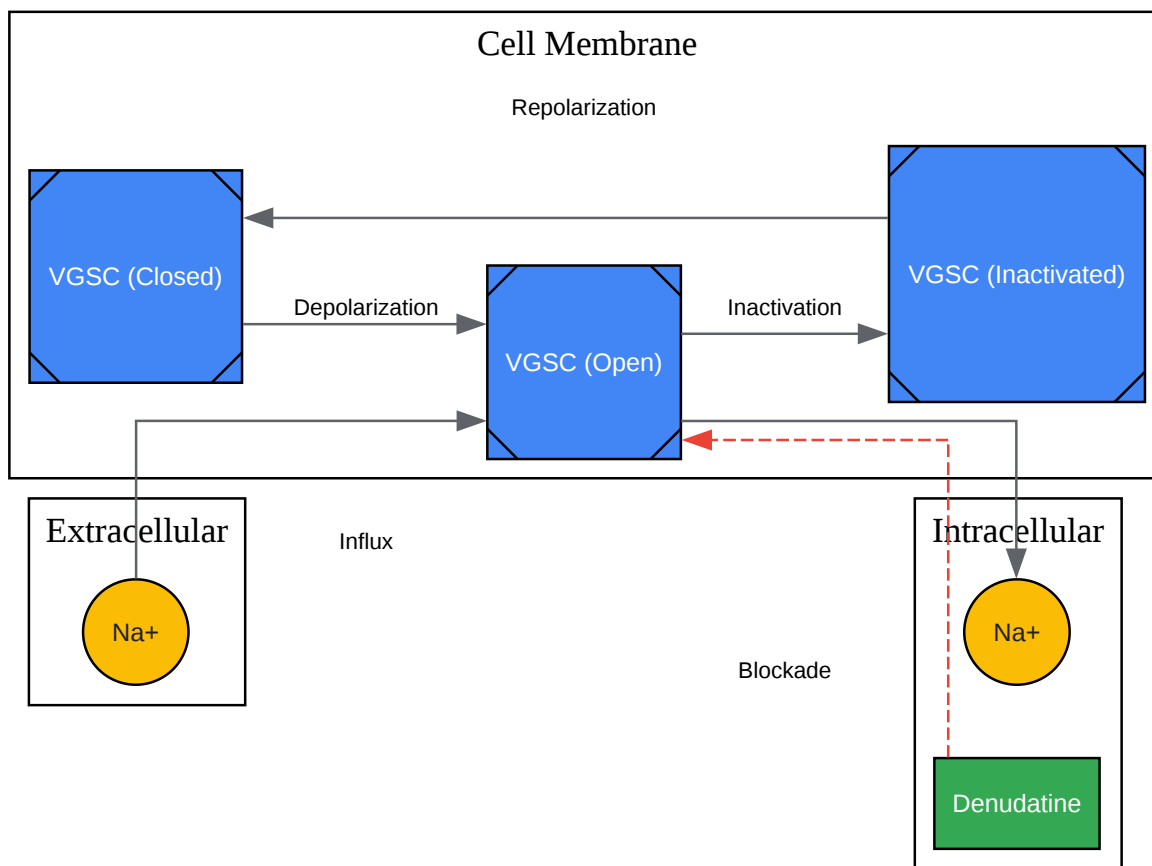 Cell Membrane
Repolarization
VGSC (Closed)
VGSC (Inactivated)
Depolarization
Inactivation
VGSC (Open)
Extracellular
Intracellular
Influx
Na+
Na+
Blockade
Denudatine